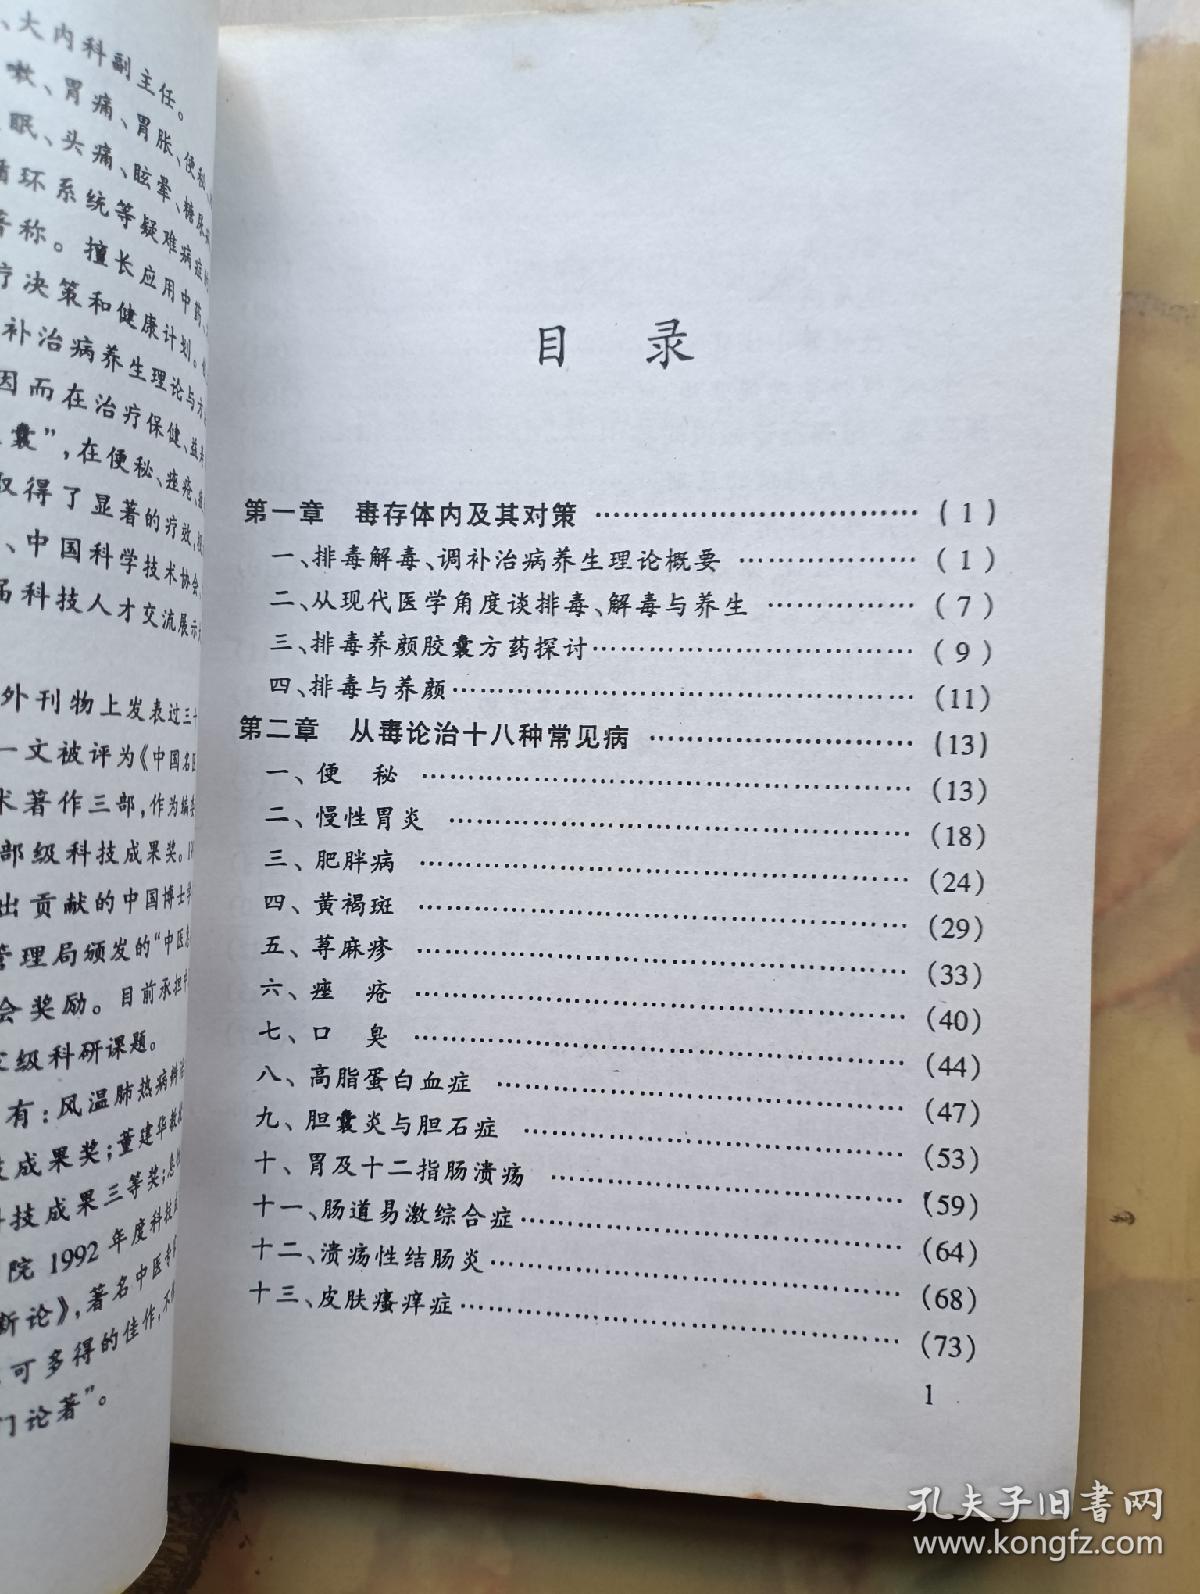 、大内科副主任。
嗽、胃痛、胃胀、便秘、
眠、头痛、眩晕、糖尿
循环系统等疑难病症
著称。擅长应用中药、
疗决策和健康计划。
补治病养生理论与
因而在治疗保健、益
囊”,在便秘、痤疮、
取得了显著的疗效,
、中国科学技术协会、
届科技人才交流展示
外刊物上发表过三十
一文被评为《中国名医
术著作三部,作为编
部级科技成果奖。
出贡献的中国博士
管理局颁发的“中医
会奖励。目前承担
级科研课题。
有:风温肺热病辨
成果奖;董建华教
科技成果三等奖;
院1992年度科技
新论》,著名中医专
可多得的佳作,不
门论著”。
目 录
第一章 毒存体内及其对策 …………………………… (1)
一、排毒解毒、调补治病养生理论概要 ……………… (1)
二、从现代医学角度谈排毒、解毒与养生 …………… (7)
三、排毒养颜胶囊方药探讨…………………………… (9)
四、排毒与养颜………………………………………… (11)
第二章 从毒论治十八种常见病 ……………………… (13)
一、便 秘 …………………………………………… (13)
二、慢性胃炎 ………………………………………… (18)
三、肥胖病 …………………………………………… (24)
四、黄褐斑 …………………………………………… (29)
五、荨麻疹 …………………………………………… (33)
六、痤 疮 …………………………………………… (40)
七、口 臭 …………………………………………… (44)
八、高脂蛋白血症 …………………………………… (47)
九、胆囊炎与胆石症 ………………………………… (53)
十、胃及十二指肠溃疡 ……………………………… (59)
十一、肠道易激综合症………………………………… (64)
十二、溃疡性结肠炎…………………………………… (68)
十三、皮肤瘙痒症……………………………………… (73)
1
孔夫子旧书网
www.kongfz.com